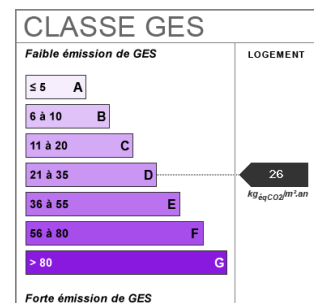 CLASSE GES
Faible émission de GES
LOGEMENT
≤ 5 A
6 à 10 B
11 à 20 C
21 à 35 D
26
kgéqCO2/m².an
36 à 55 E
56 à 80 F
> 80 G
Forte émission de GES